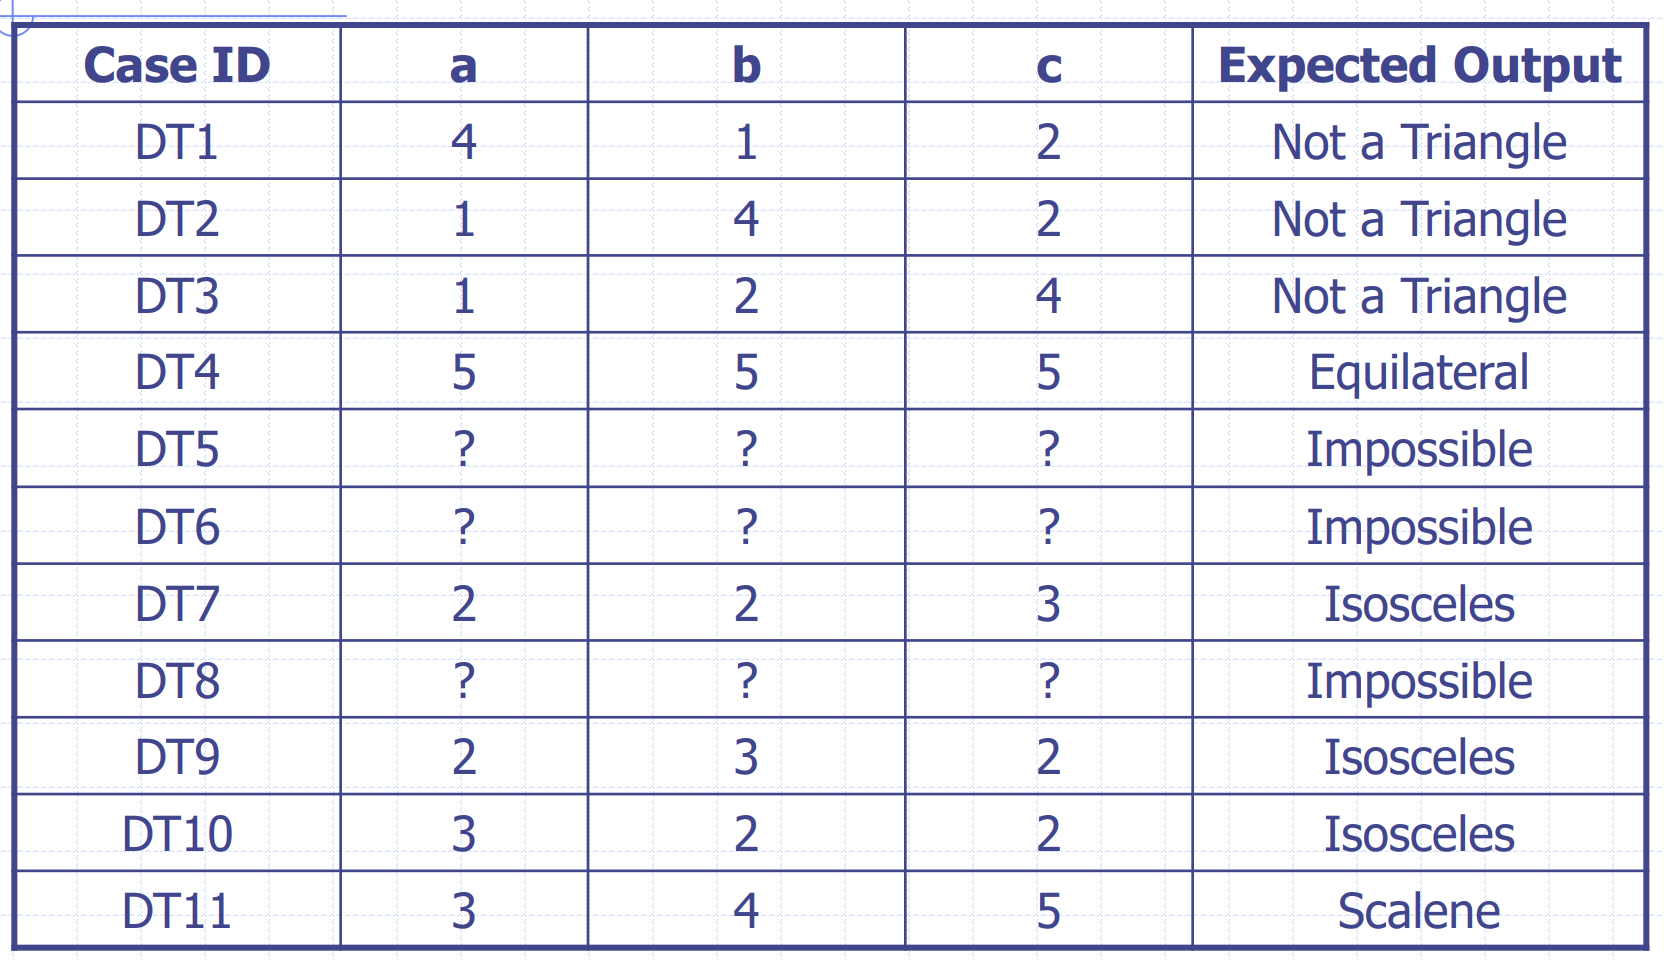 Case ID a b c Expected Output
DT1 4 1 2 Not a Triangle
DT2 1 4 2 Not a Triangle
DT3 1 2 4 Not a Triangle
DT4 5 5 5 Equilateral
DT5 ? ? ? Impossible
DT6 ? ? ? Impossible
DT7 2 2 3 Isosceles
DT8 ? ? ? Impossible
DT9 2 3 2 Isosceles
DT10 3 2 2 Isosceles
DT11 3 4 5 Scalene